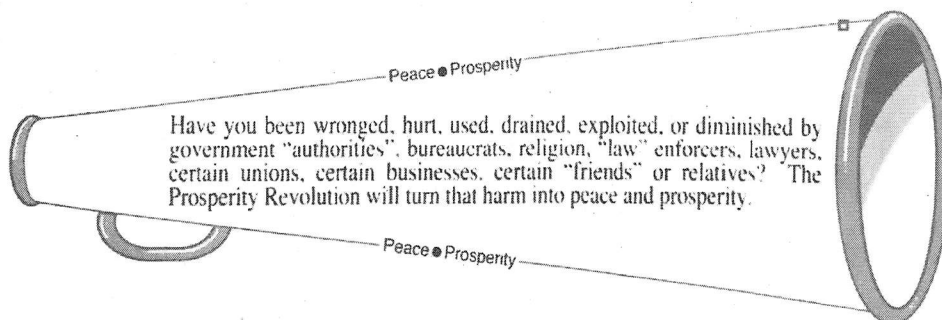 Peace ● Prosperity
Have you been wronged, hurt, used, drained, exploited, or diminished by
government "authorities", bureaucrats, religion, "law" enforcers, lawyers,
certain unions, certain businesses, certain "friends" or relatives? The
Prosperity Revolution will turn that harm into peace and prosperity.
Peace ● Prosperity